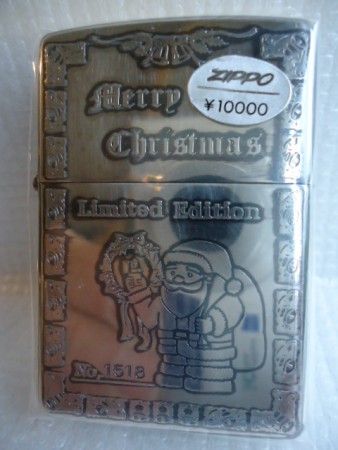 Merry
ZIPPO
¥10000
Christmas
Limited Edition
No.1518